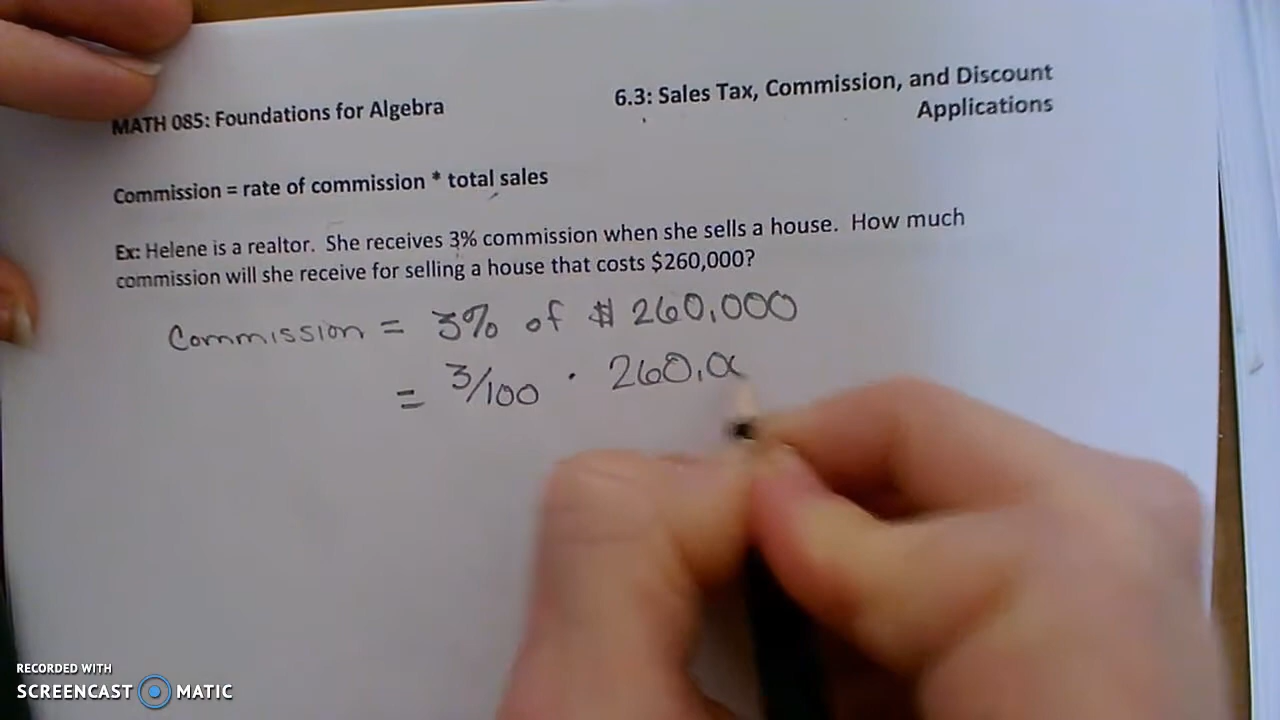 MATH 085: Foundations for Algebra
6.3: Sales Tax, Commission, and Discount
Applications
Commission = rate of commission * total sales
Ex: Helene is a realtor. She receives 3% commission when she sells a house. How much
commission will she receive for selling a house that costs $260,000?
Commission = 3% of $ 260,000
= 3/100 · 260,0
RECORDED WITH
SCREENCAST MATIC